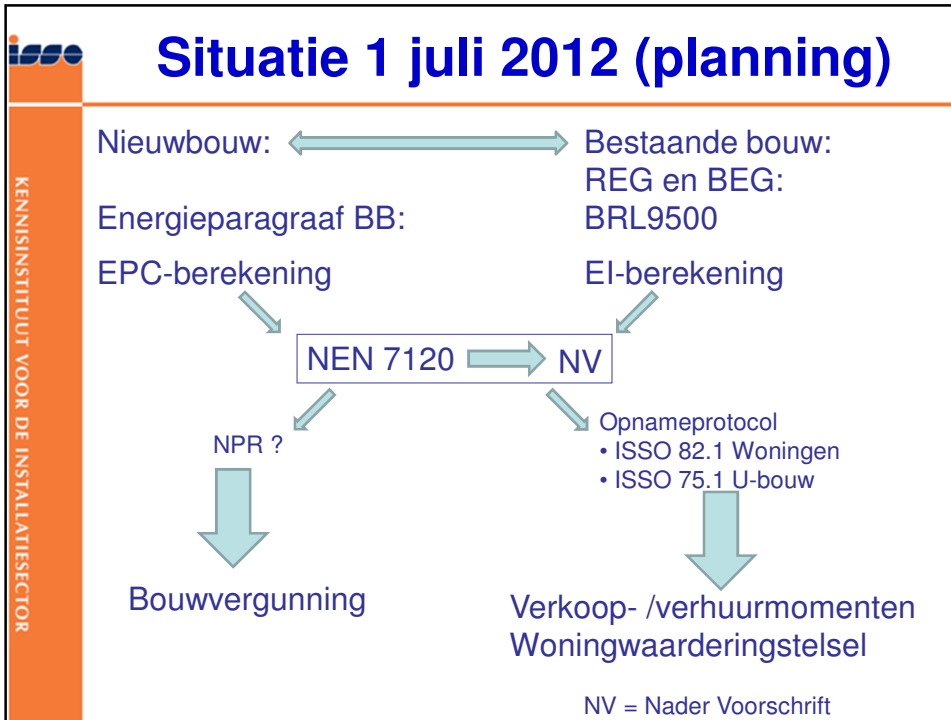 isso
Situatie 1 juli 2012 (planning)
KENNISINSTITUUT VOOR DE INSTALLATIESECTOR
Nieuwbouw:
Energieparagraaf BB:
EPC-berekening
Bestaande bouw:
REG en BEG:
BRL9500
EI-berekening
NEN 7120
NV
NPR ?
Opnameprotocol
• ISSO 82.1 Woningen
• ISSO 75.1 U-bouw
Bouwvergunning
Verkoop- /verhuurmomenten
Woningwaarderingstelsel
NV = Nader Voorschrift